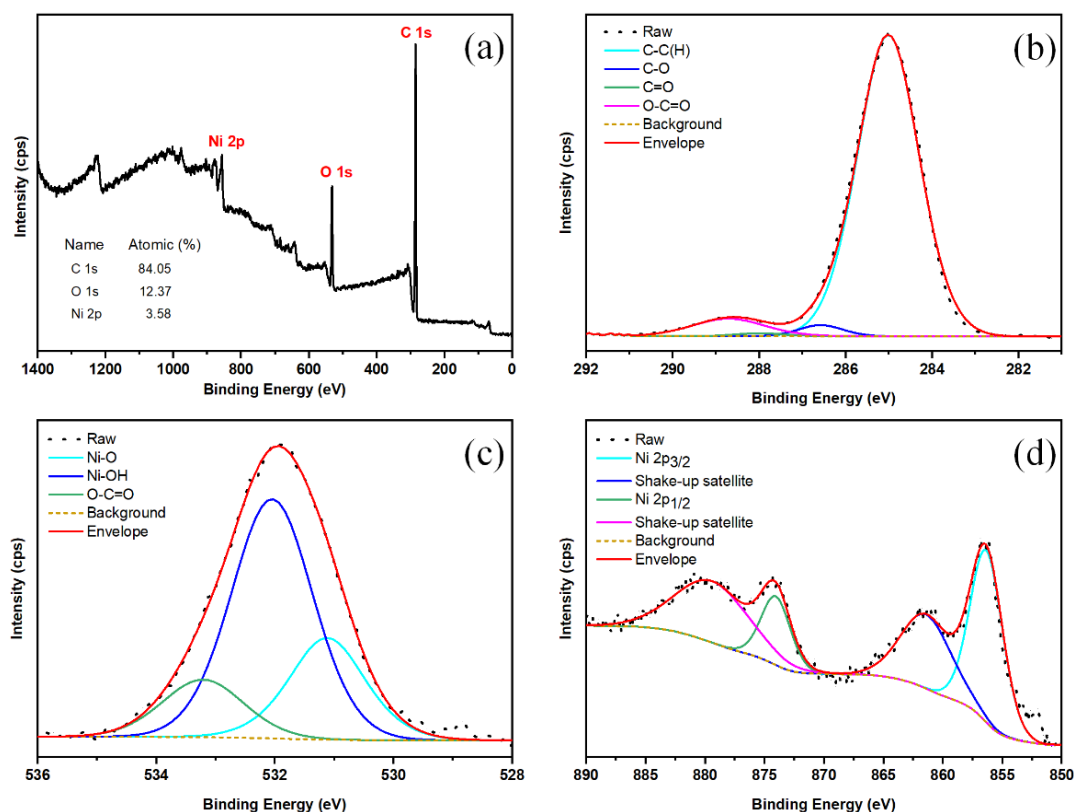 (a)
C 1s
Ni 2p
O 1s
Name Atomic (%)
C 1s 84.05
O 1s 12.37
Ni 2p 3.58
Intensity (cps)
1400 1200 1000 800 600 400 200 0
Binding Energy (eV)
(b)
Raw
C-C(H)
C-O
C=O
O-C=O
Background
Envelope
Intensity (cps)
292 290 288 286 284 282
Binding Energy (eV)
(c)
Raw
Ni-O
Ni-OH
O-C=O
Background
Envelope
Intensity (cps)
536 534 532 530 528
Binding Energy (eV)
(d)
Raw
Ni 2p3/2
Shake-up satellite
Ni 2p1/2
Shake-up satellite
Background
Envelope
Intensity (cps)
890 885 880 875 870 865 860 855 850
Binding Energy (eV)